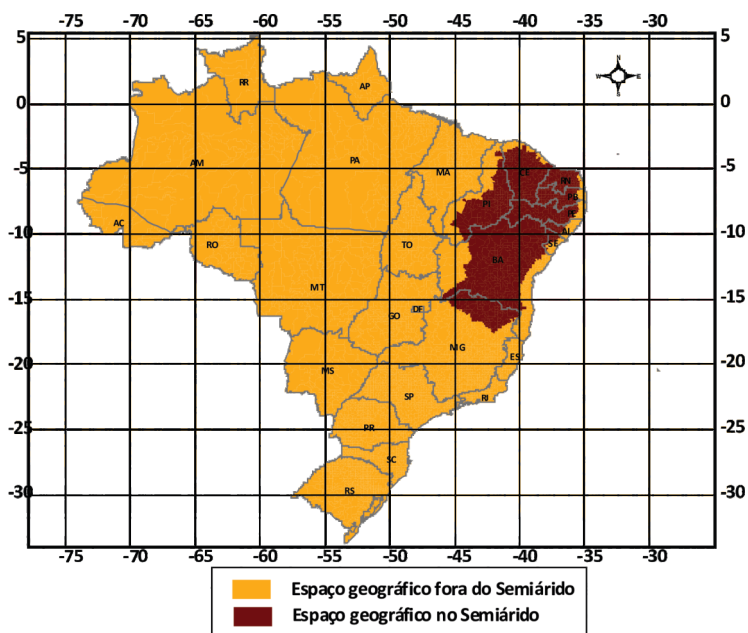 -75 -70 -65 -60 -55 -50 -45 -40 -35 -30
5 5
N
W E
S
RR AP
0 0
AM PA MA CE
-5 -5
RN
PB
PI
PE
AC AL
-10 RO TO SE -10
BA
MT
-15 -15
GO DF
MG
ES
-20 MS -20
SP RJ
-25 PR -25
SC
-30 RS -30
-75 -70 -65 -60 -55 -50 -45 -40 -35 -30
Espaço geográfico fora do Semiárido
Espaço geográfico no Semiárido